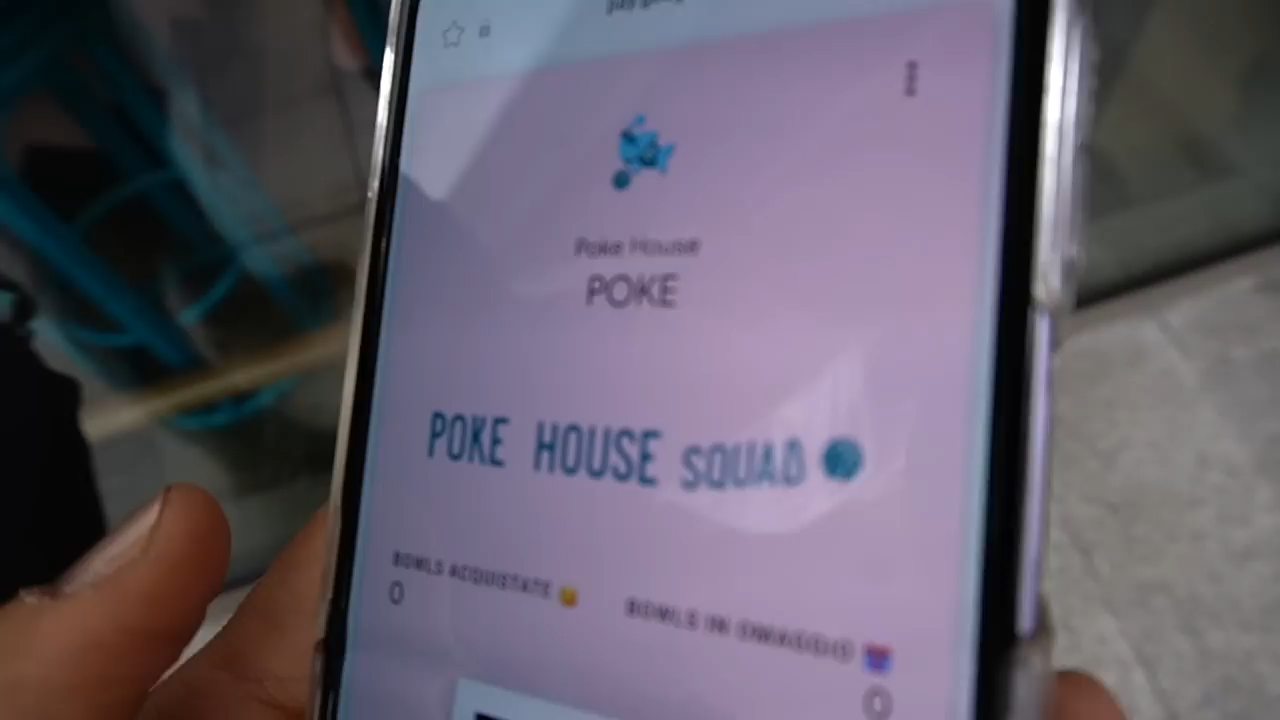 Poke House
POKE
POKE HOUSE SQUAD
BOWLS ACQUISTATE
BOWLS IN OMAGGIO
0
0